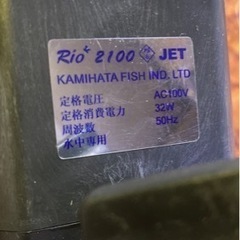 Rio+ 2100 JET
KAMIHATA FISH IND. LTD
定格電圧 AC100V
定格消費電力 32W
周波数 50Hz
水中専用